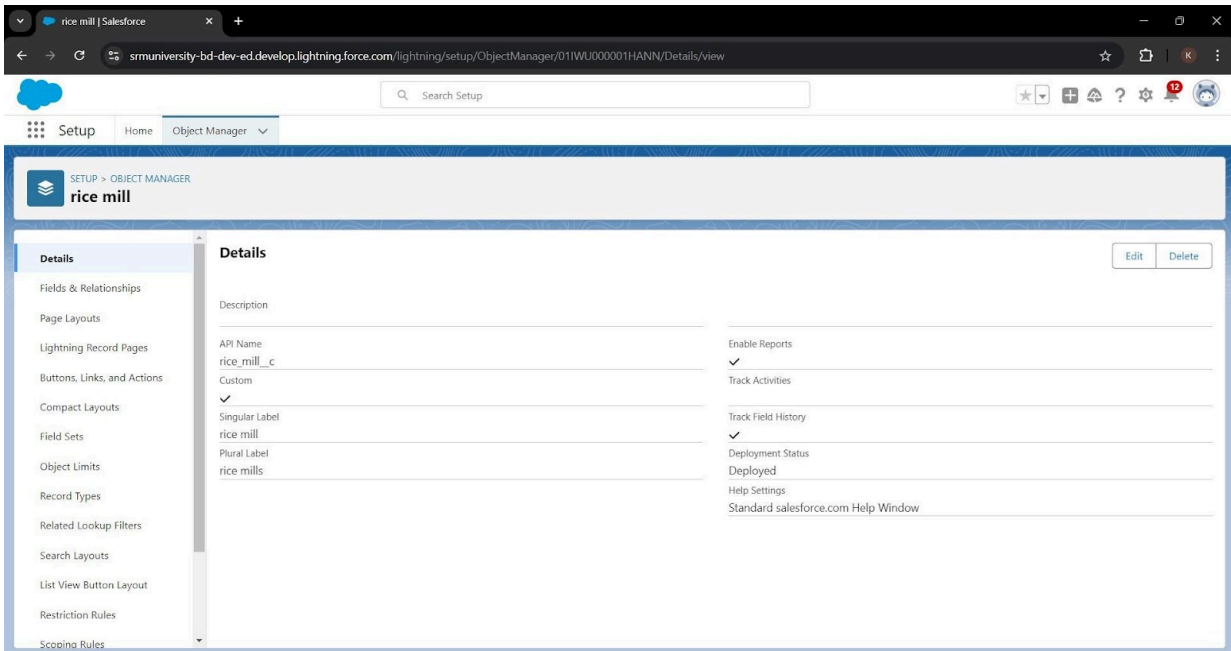 rice mill | Salesforce
srmuniversity-bd-dev-ed.develop.lightning.force.com/lightning/setup/ObjectManager/01IWU000001HANN/Details/view
K
Search Setup
12
Setup
Home
Object Manager
SETUP > OBJECT MANAGER
rice mill
Details
Fields & Relationships
Page Layouts
Lightning Record Pages
Buttons, Links, and Actions
Compact Layouts
Field Sets
Object Limits
Record Types
Related Lookup Filters
Search Layouts
List View Button Layout
Restriction Rules
Scoping Rules
Details
Edit
Delete
Description
API Name
rice_mill__c
Custom
Singular Label
rice mill
Plural Label
rice mills
Enable Reports
Track Activities
Track Field History
Deployment Status
Deployed
Help Settings
Standard salesforce.com Help Window